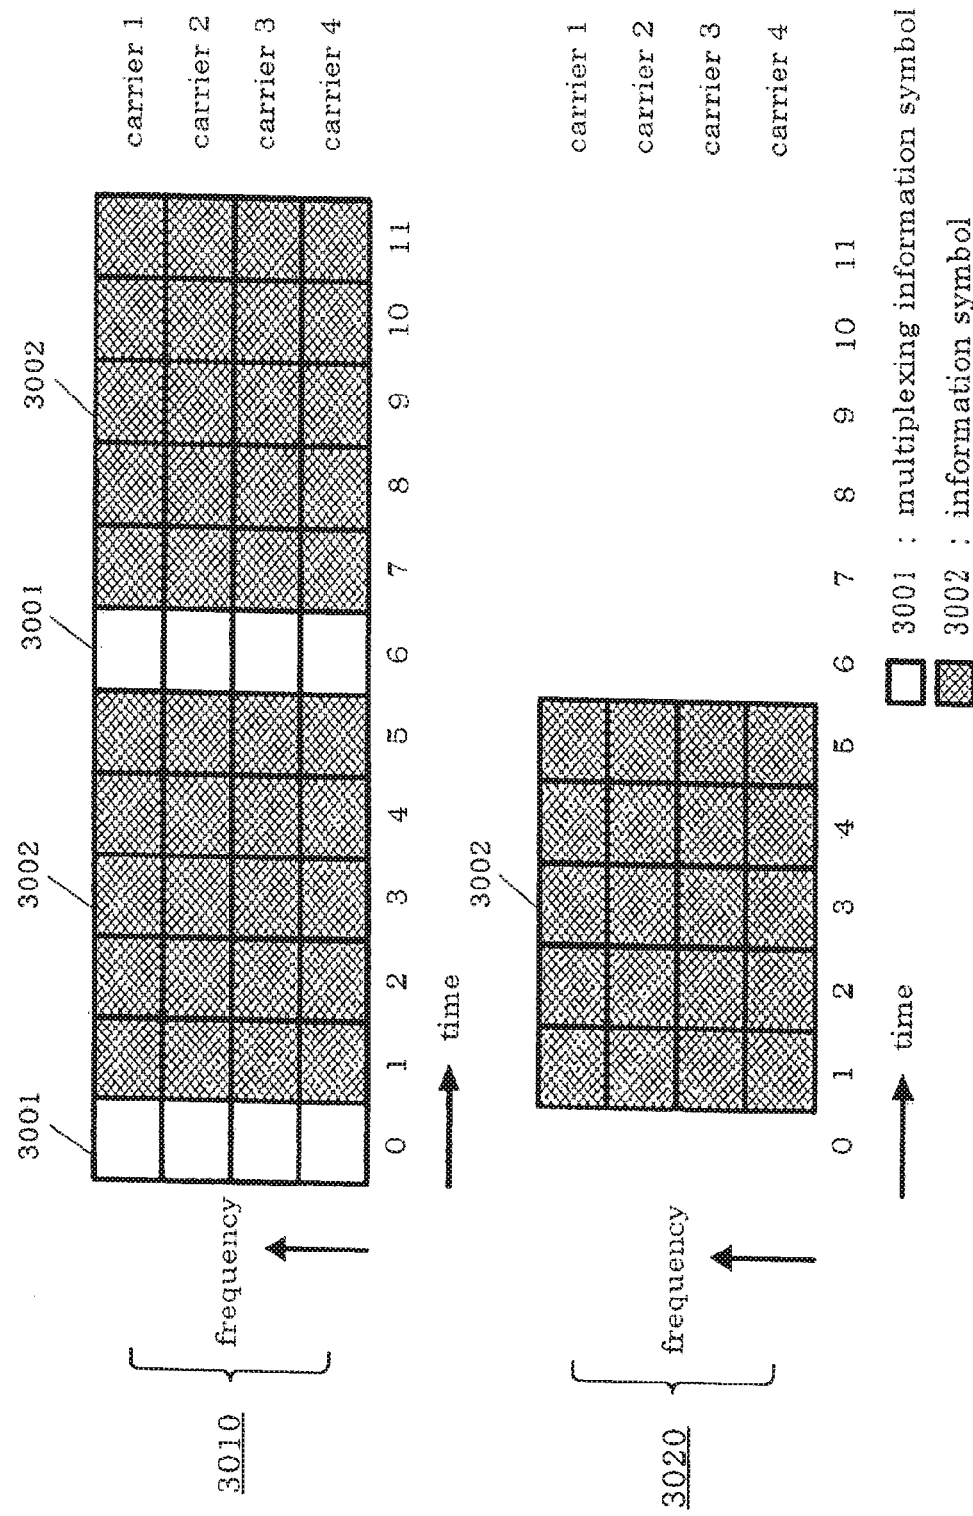 3001
3002
3001
3002
carrier 1
carrier 2
carrier 3
carrier 4
3010
frequency
0 1 2 3 4 5 6 7 8 9 10 11
time
3002
carrier 1
carrier 2
carrier 3
carrier 4
3020
frequency
0 1 2 3 4 5 6 7 8 9 10 11
time
3001 : multiplexing information symbol
3002 : information symbol